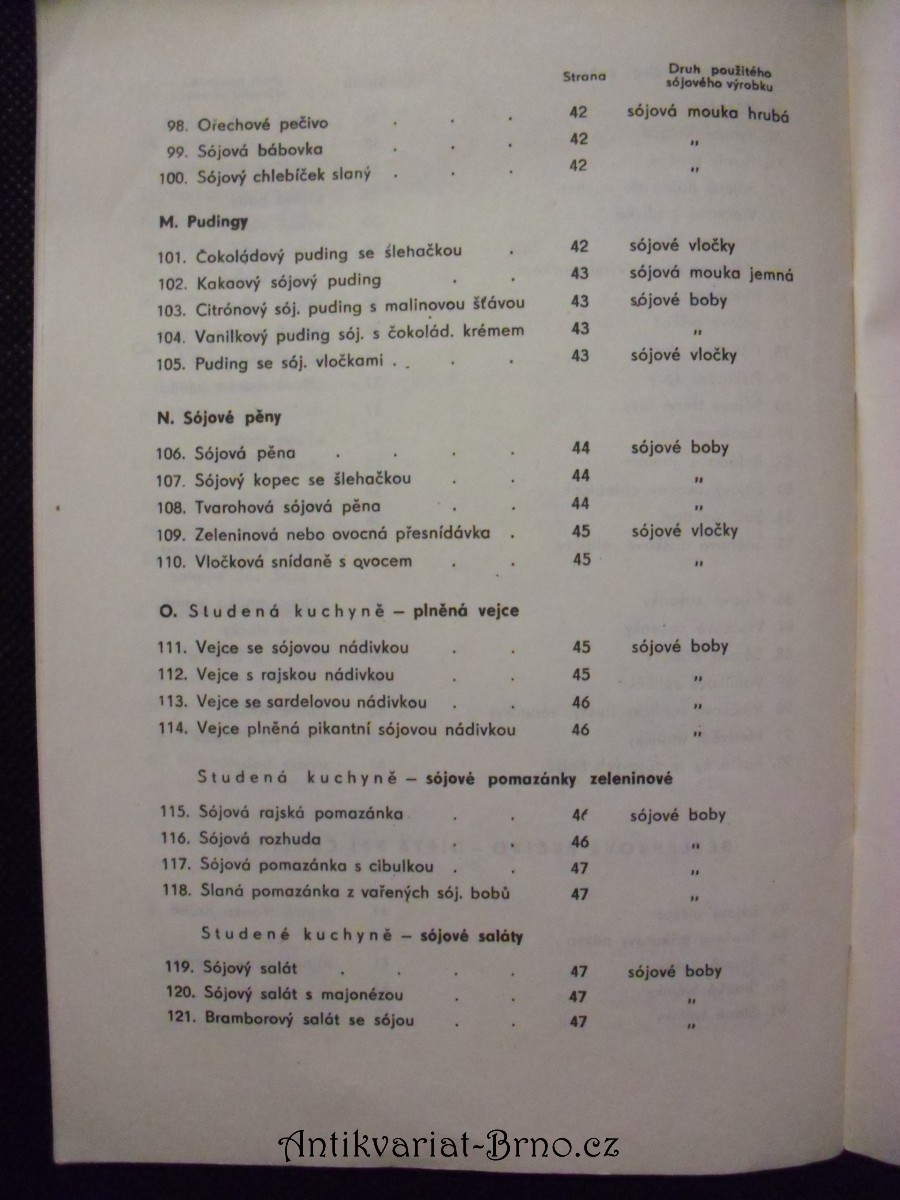 Strana Druh použitého
sójového výrobku
98. Ořechové pečivo . . . 42 sójová mouka hrubá
99. Sójová bábovka . . . 42 „
100. Sójový chlebíček slaný . . . 42 „
M. Pudingy
101. Čokoládový puding se šlehačkou . 42 sójové vločky
102. Kakaový sójový puding . . 43 sójová mouka jemná
103. Citrónový sój. puding s malinovou šťávou 43 sójové boby
104. Vanilkový puding sój. s čokolád. krémem 43 „
105. Puding se sój. vločkami . . . 43 sójové vločky
N. Sójové pěny
106. Sójová pěna . . . . 44 sójové boby
107. Sójový kopec se šlehačkou . . 44 „
108. Tvarohová sójová pěna . . 44 „
109. Zeleninová nebo ovocná přesnídávka . 45 sójové vločky
110. Vločková snídaně s ovocem . . 45 „
O. Studená kuchyně – plněná vejce
111. Vejce se sójovou nádivkou . . 45 sójové boby
112. Vejce s rajskou nádivkou . . 45 „
113. Vejce se sardelovou nádivkou . . 46 „
114. Vejce plněná pikantní sójovou nádivkou 46 „
Studená kuchyně – sójové pomazánky zeleninové
115. Sójová rajská pomazánka . . 46 sójové boby
116. Sójová rozhuda . . . 46 „
117. Sójová pomazánka s cibulkou . . 47 „
118. Slaná pomazánka z vařených sój. bobů 47 „
Studené kuchyně – sójové saláty
119. Sójový salát . . . . 47 sójové boby
120. Sójový salát s majonézou . . 47 „
121. Bramborový salát se sójou . . 47 „
Antikvariat-Brno.cz